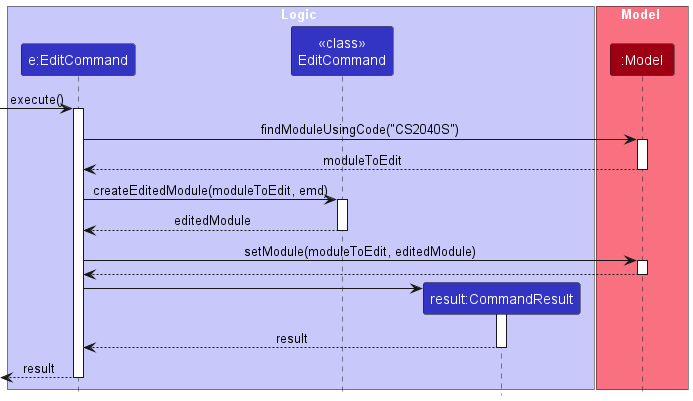 Logic
Model
e:EditCommand
«class»
EditCommand
:Model
execute()
findModuleUsingCode("CS2040S")
moduleToEdit
createEditedModule(moduleToEdit, emd)
editedModule
setModule(moduleToEdit, editedModule)
result:CommandResult
result
result